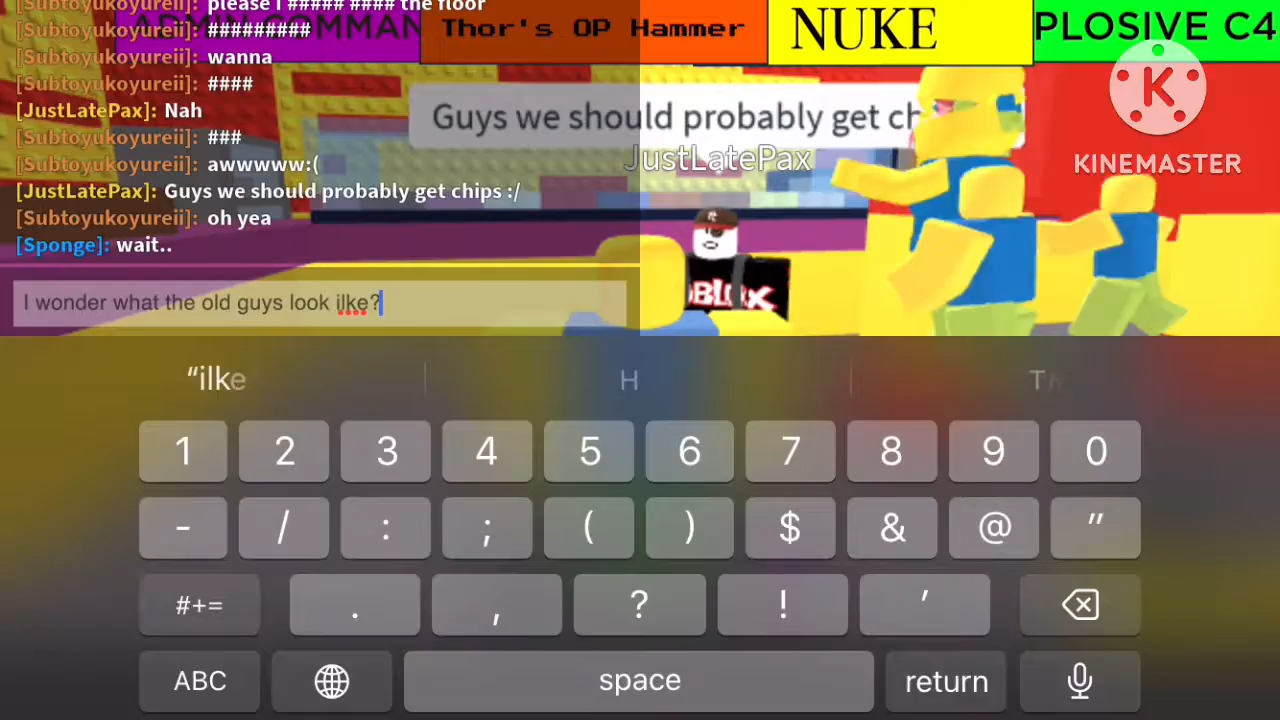 [Subtoyukoyureii]: please I ##### #### the floor
[Subtoyukoyureii]: #########
[Subtoyukoyureii]: wanna
[Subtoyukoyureii]: ####
[JustLatePax]: Nah
[Subtoyukoyureii]: ###
[Subtoyukoyureii]: awwwww:(
[JustLatePax]: Guys we should probably get chips :/
[Subtoyukoyureii]: oh yea
[Sponge]: wait..
I wonder what the old guys look ilke?
Thor's OP Hammer
NUKE
PLOSIVE C4
Guys we should probably get ch
JustLatePax
KINEMASTER
“ilke
H
1 2 3 4 5 6 7 8 9 0
- / : ; ( ) $ & @ "
#+= . , ? ! ’
ABC space return